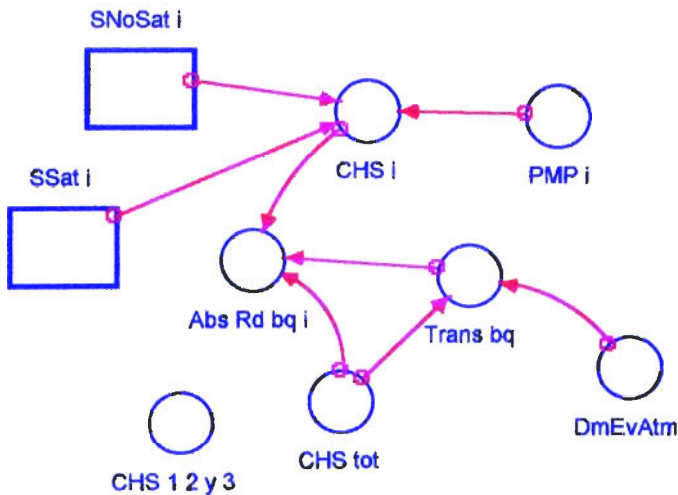 SNoSat i
CHS i
PMP i
SSat i
Abs Rd bq i
Trans bq
DmEvAtm
CHS tot
CHS 1 2 y 3